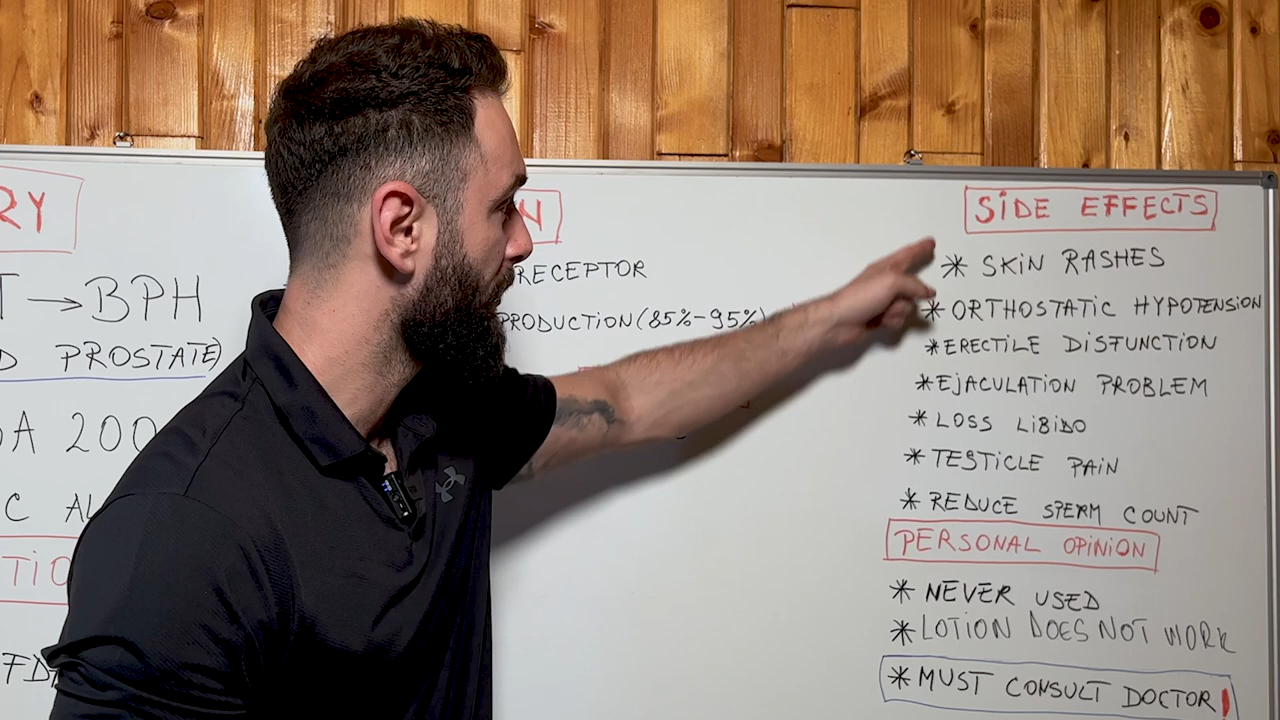 RY
T → BPH
D PROSTATE)
DA 200
C AL
TIO
FDA
N
RECEPTOR
PRODUCTION (85%-95%)
SIDE EFFECTS
* SKIN RASHES
* ORTHOSTATIC HYPOTENSION
* ERECTILE DISFUNCTION
* EJACULATION PROBLEM
* LOSS LIBIDO
* TESTICLE PAIN
* REDUCE SPERM COUNT
PERSONAL OPINION
* NEVER USED
* LOTION DOES NOT WORK
* MUST CONSULT DOCTOR!